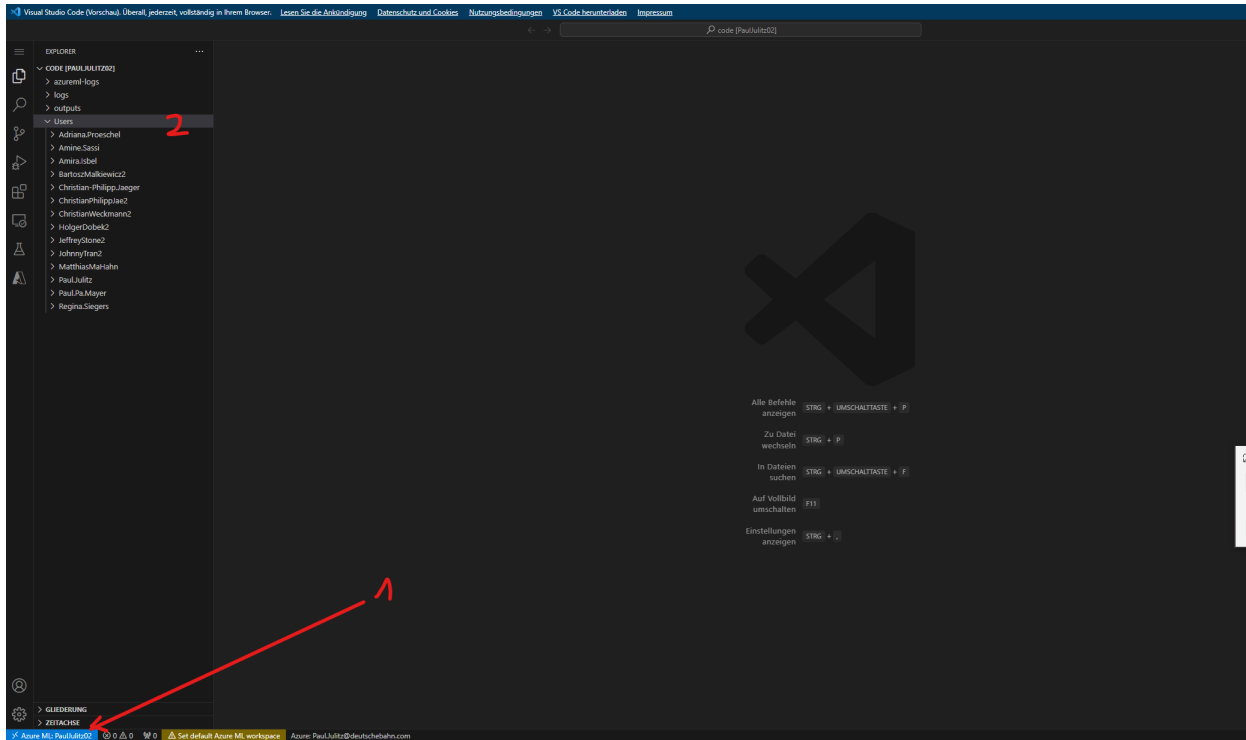 Visual Studio Code (Vorschau). Überall, jederzeit, vollständig in Ihrem Browser. Lesen Sie die Ankündigung Datenschutz und Cookies Nutzungsbedingungen VS Code herunterladen Impressum
code [PaulJulitz02]
EXPLORER
CODE [PAULJULITZ02]
azureml-logs
logs
outputs
Users
2
Adriana.Proeschel
Amine.Sassi
Amira.Isbel
BartoszMalkiewicz2
Christian-Philipp.Jaeger
ChristianPhilippJae2
ChristianWeckmann2
HolgerDobek2
JeffreyStone2
JohnnyTran2
MatthiasMaHahn
Paul.Julitz
Paul.Pa.Mayer
Regina.Siegers
Alle Befehle anzeigen STRG + UMSCHALTTASTE + P
Zu Datei wechseln STRG + P
In Dateien suchen STRG + UMSCHALTTASTE + F
Auf Vollbild umschalten F11
Einstellungen anzeigen STRG + ,
1
GLIEDERUNG
ZEITACHSE
Azure ML: PaulJulitz02 0 0 0 Set default Azure ML workspace Azure: Paul.Julitz@deutschebahn.com